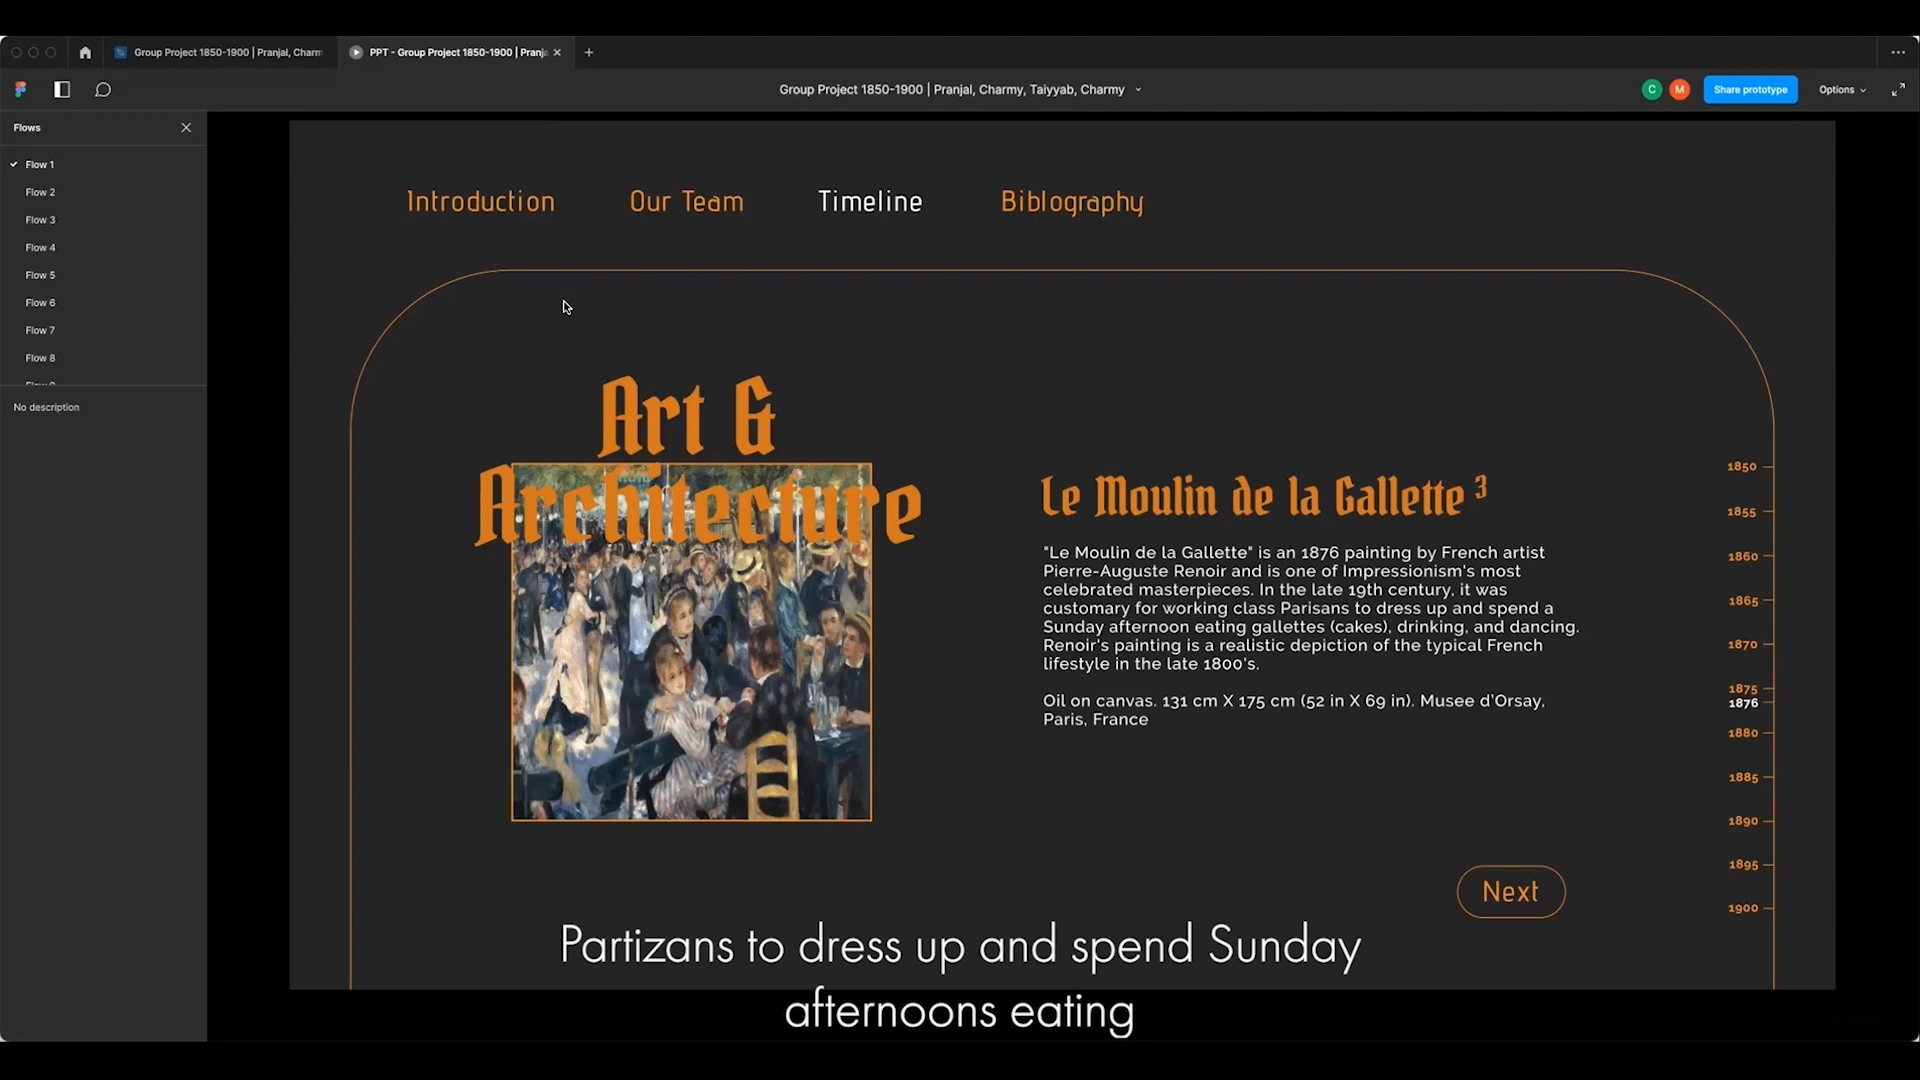 Group Project 1850-1900 | Pranjal, Charm
PPT - Group Project 1850-1900 | Pranja
Group Project 1850-1900 | Pranjal, Charmy, Taiyyab, Charmy
C
M
Share prototype
Options
Flows
Flow 1
Flow 2
Flow 3
Flow 4
Flow 5
Flow 6
Flow 7
Flow 8
No description
Introduction
Our Team
Timeline
Biblography
Art &
Architecture
Le Moulin de la Gallette 3
"Le Moulin de la Gallette" is an 1876 painting by French artist
Pierre-Auguste Renoir and is one of Impressionism's most
celebrated masterpieces. In the late 19th century, it was
customary for working class Parisans to dress up and spend a
Sunday afternoon eating gallettes (cakes), drinking, and dancing.
Renoir's painting is a realistic depiction of the typical French
lifestyle in the late 1800's.
Oil on canvas. 131 cm X 175 cm (52 in X 69 in). Musee d'Orsay,
Paris, France
1850
1855
1860
1865
1870
1875
1876
1880
1885
1890
1895
1900
Next
Partizans to dress up and spend Sunday
afternoons eating